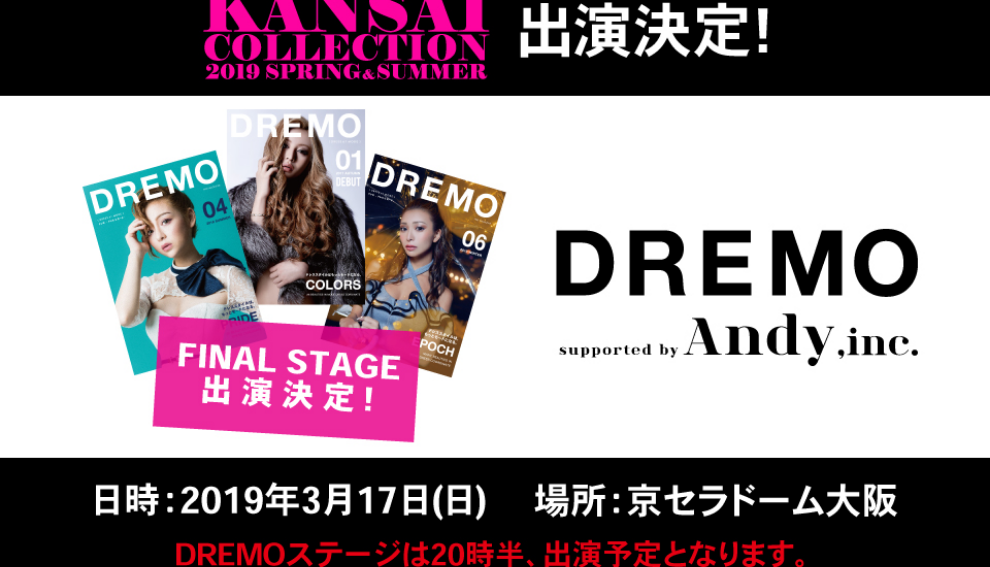 KANSAI
COLLECTION
2019 SPRING&SUMMER
出演決定!
DREMO
04
PRIDE
DREMO
01
DEBUT
COLORS
DREMO
06
EPOCH
FINAL STAGE
出演決定!
DREMO
supported by Andy,inc.
日時:2019年3月17日(日)
場所:京セラドーム大阪
DREMOステージは20時半、出演予定となります。